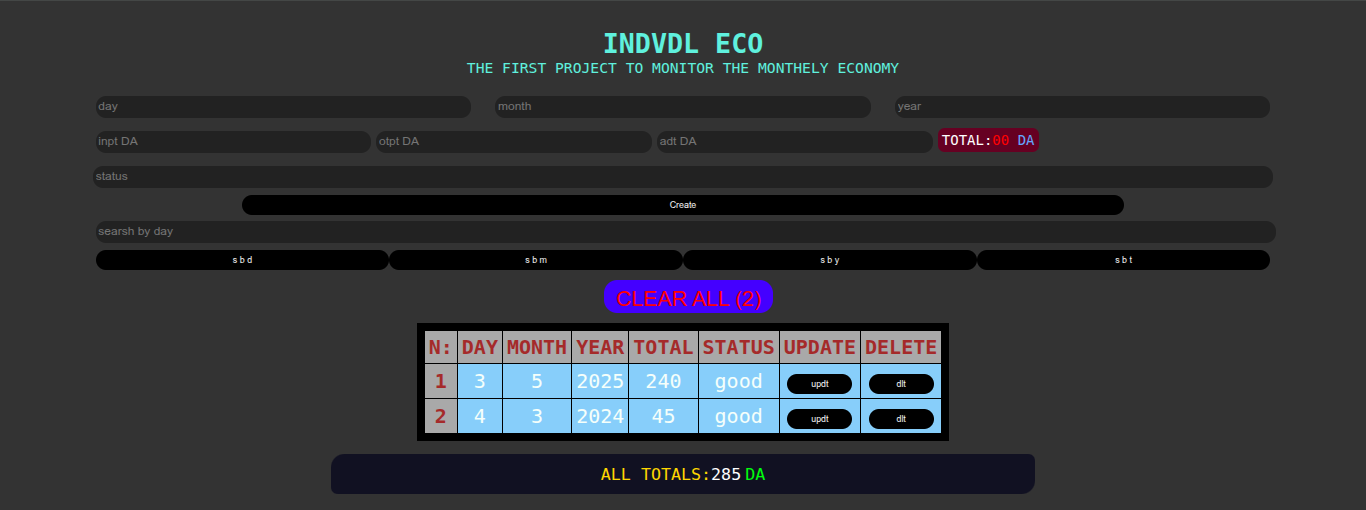 INDVDL ECO
THE FIRST PROJECT TO MONITOR THE MONTHELY ECONOMY
day month year
inpt DA otpt DA adt DA TOTAL:00 DA
status
Create
searsh by day
s b d s b m s b y s b t
CLEAR ALL (2)
N: DAY MONTH YEAR TOTAL STATUS UPDATE DELETE
1 3 5 2025 240 good updt dlt
2 4 3 2024 45 good updt dlt
ALL TOTALS:285 DA